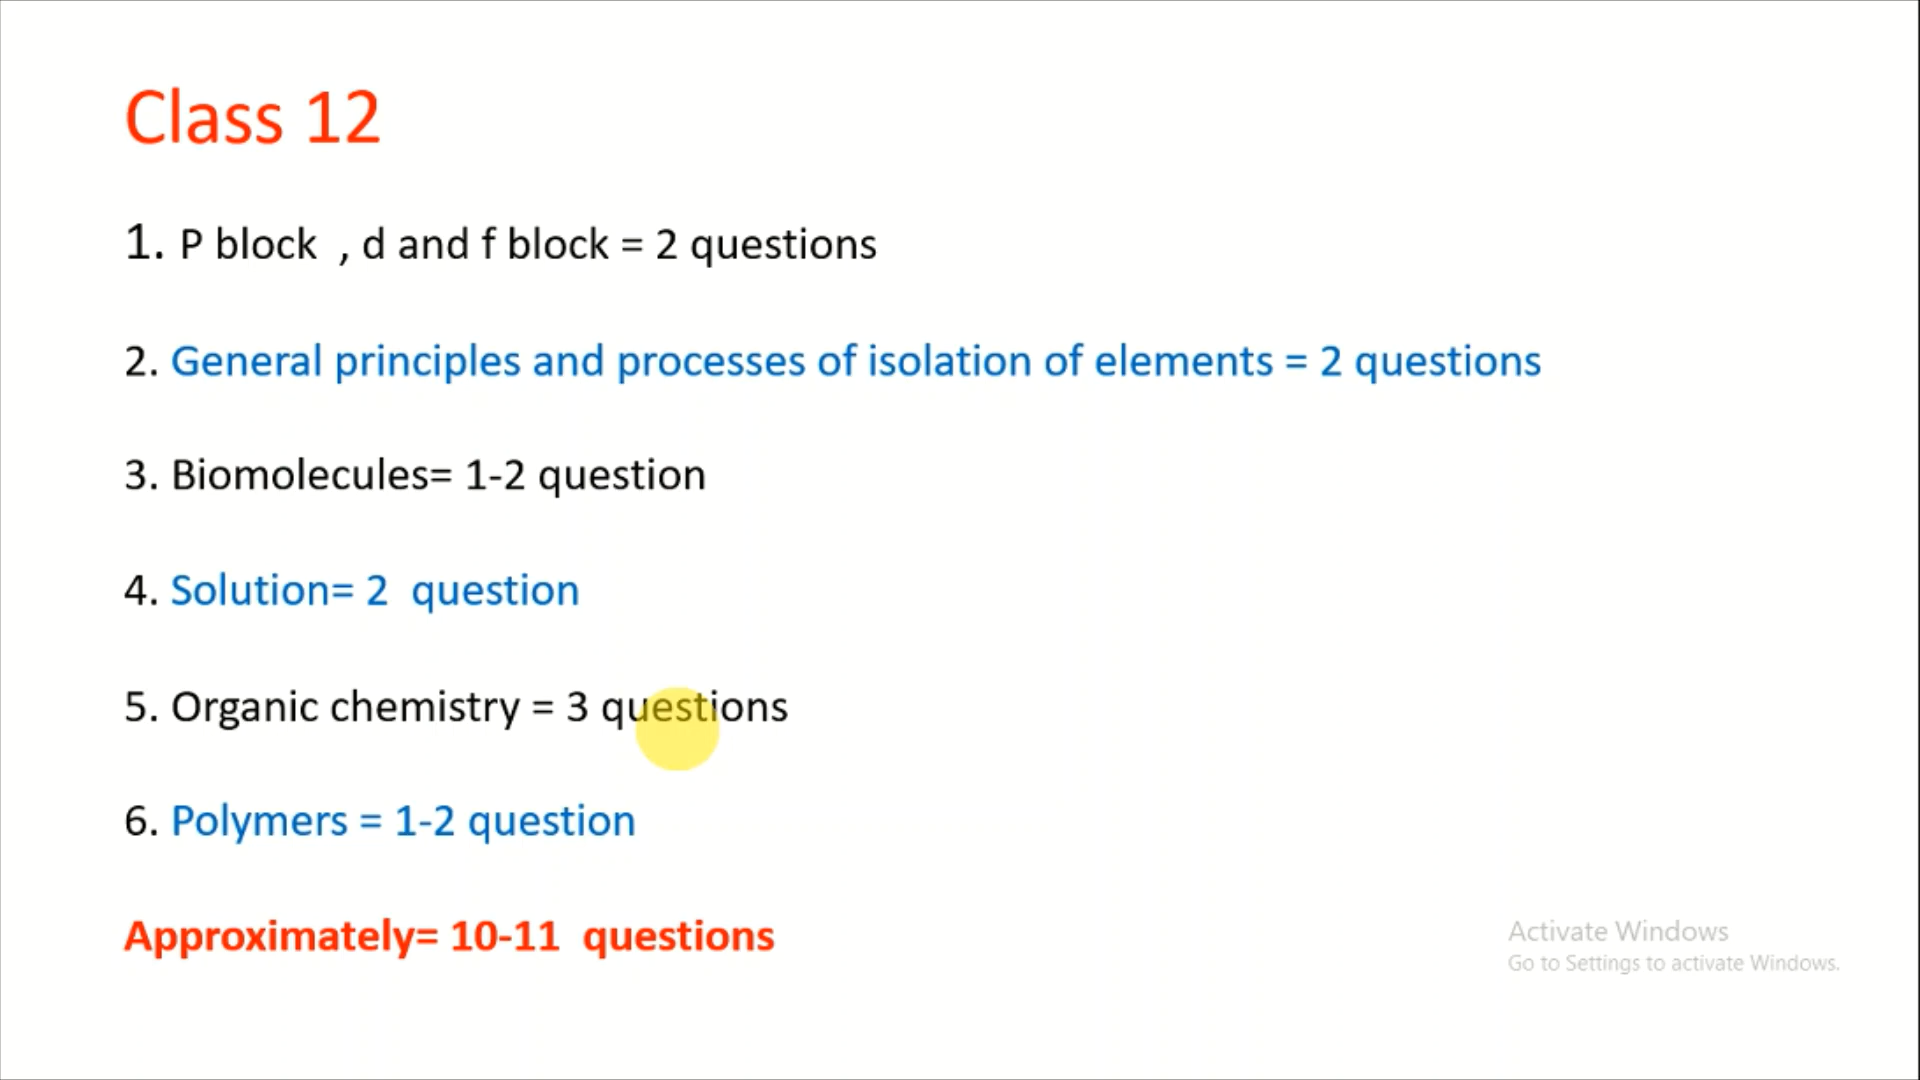 Class 12
1. P block , d and f block = 2 questions
2. General principles and processes of isolation of elements = 2 questions
3. Biomolecules= 1-2 question
4. Solution= 2 question
5. Organic chemistry = 3 questions
6. Polymers = 1-2 question
Approximately= 10-11 questions
Activate Windows
Go to Settings to activate Windows.